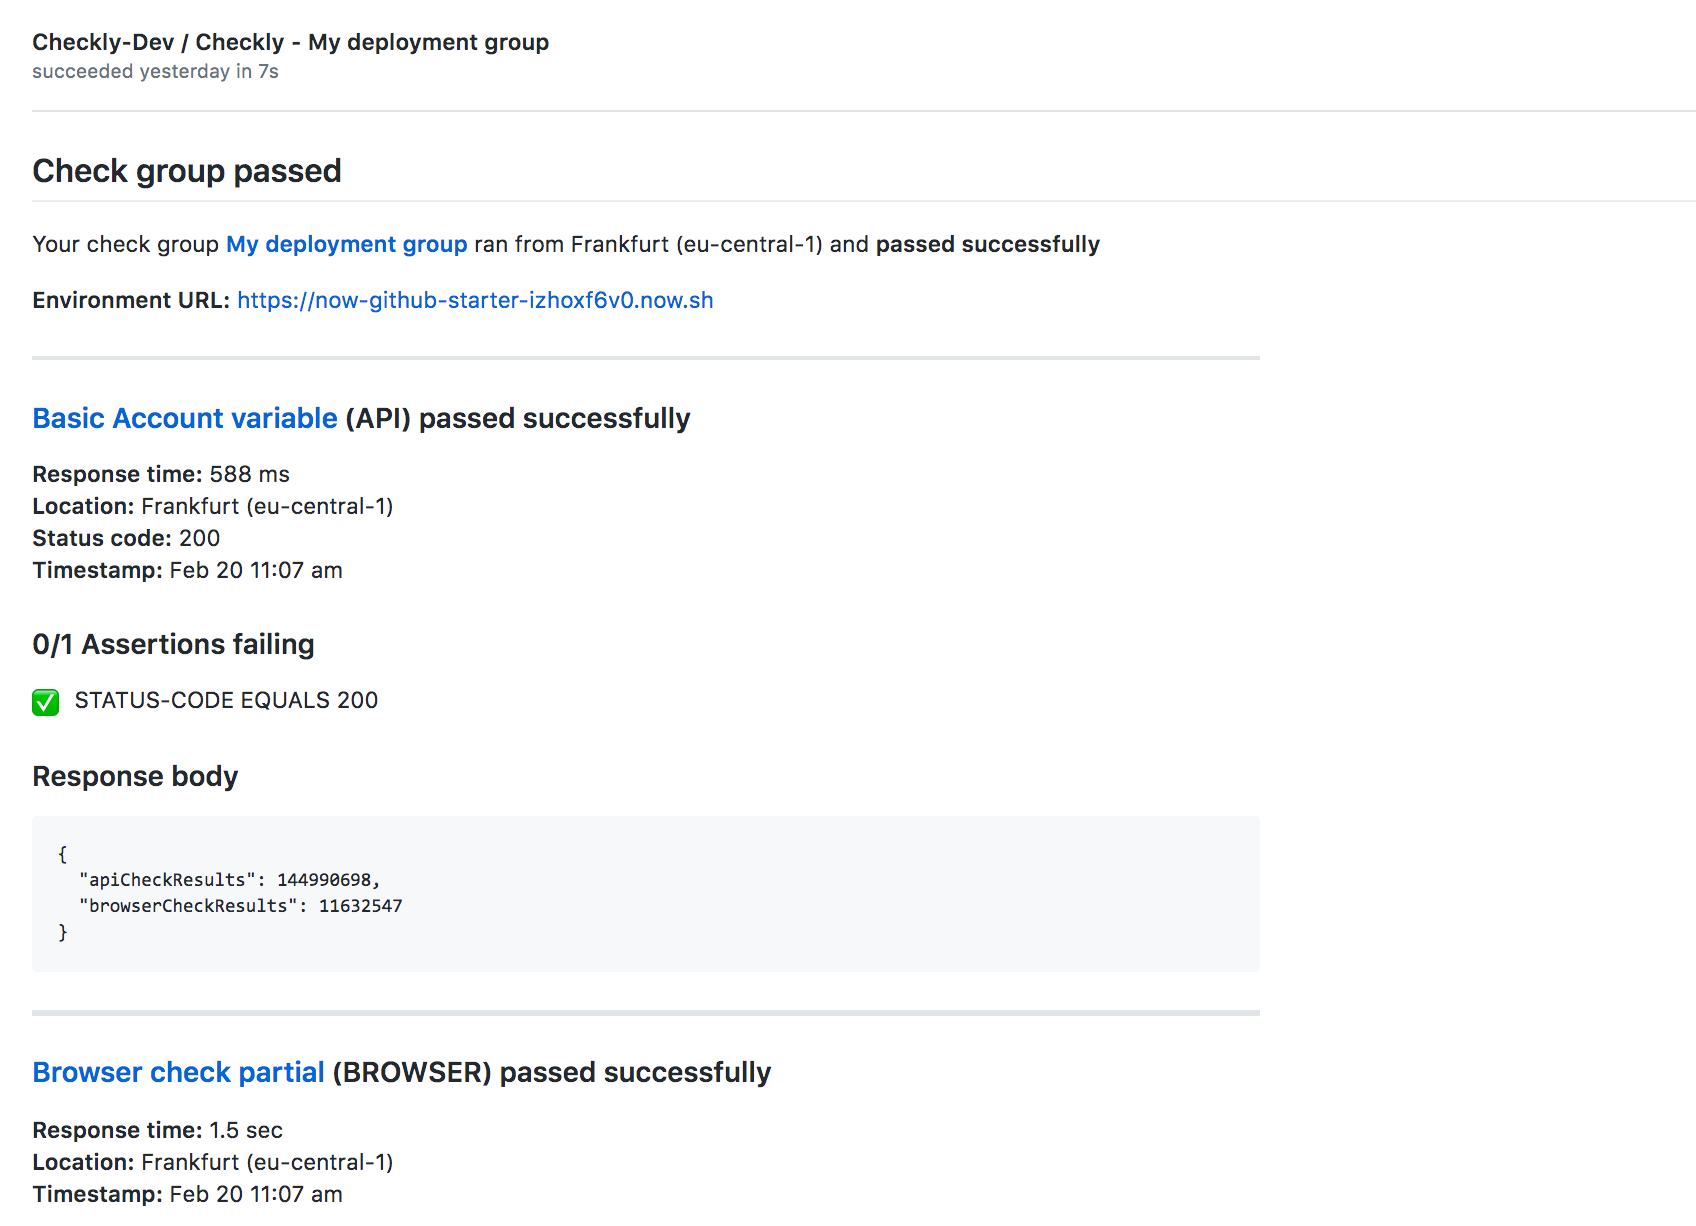 Checkly-Dev / Checkly - My deployment group
succeeded yesterday in 7s
Check group passed
Your check group My deployment group ran from Frankfurt (eu-central-1) and passed successfully
Environment URL: https://now-github-starter-izhoxf6v0.now.sh
Basic Account variable (API) passed successfully
Response time: 588 ms
Location: Frankfurt (eu-central-1)
Status code: 200
Timestamp: Feb 20 11:07 am
0/1 Assertions failing
STATUS-CODE EQUALS 200
Response body
{
  "apiCheckResults": 144990698,
  "browserCheckResults": 11632547
}
Browser check partial (BROWSER) passed successfully
Response time: 1.5 sec
Location: Frankfurt (eu-central-1)
Timestamp: Feb 20 11:07 am